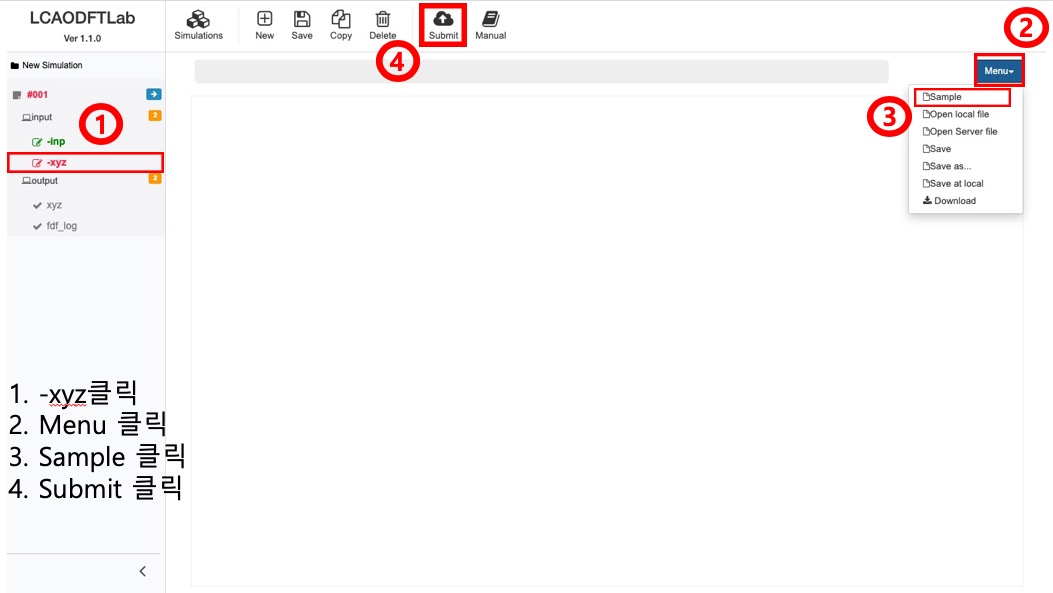 LCAODFTLab
Ver 1.1.0
Simulations
New
Save
Copy
Delete
Submit
Manual
2
4
New Simulation
Menu
#001
Sample
3
1
input
2
Open local file
-inp
Open Server file
-xyz
Save
output
2
Save as...
xyz
Save at local
fdf_log
Download
1. -xyz클릭
2. Menu 클릭
3. Sample 클릭
4. Submit 클릭